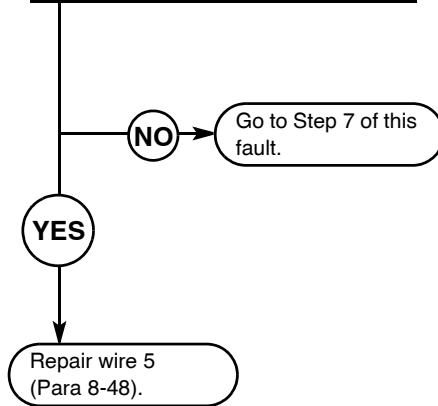 NO
Go to Step 7 of this
fault.
YES
Repair wire 5
(Para 8-48).